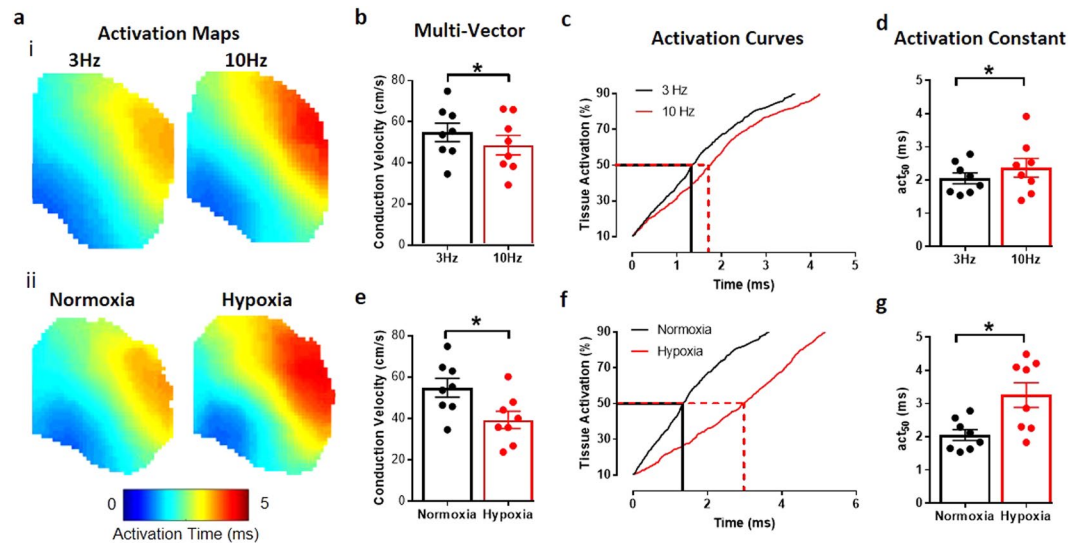 a
i
Activation Maps
3Hz
10Hz
b
Multi-Vector
Conduction Velocity (cm/s)
80
60
40
20
0
*
3Hz
10Hz
c
Activation Curves
Tissue Activation (%)
90
70
50
30
10
3 Hz
10 Hz
0
1
2
3
4
5
Time (ms)
d
Activation Constant
act50 (ms)
5
4
3
2
1
0
*
3Hz
10Hz
ii
Normoxia
Hypoxia
0
5
Activation Time (ms)
e
Conduction Velocity (cm/s)
80
60
40
20
0
*
Normoxia
Hypoxia
f
Tissue Activation (%)
90
70
50
30
10
Normoxia
Hypoxia
0
2
4
6
Time (ms)
g
act50 (ms)
5
4
3
2
1
0
*
Normoxia
Hypoxia